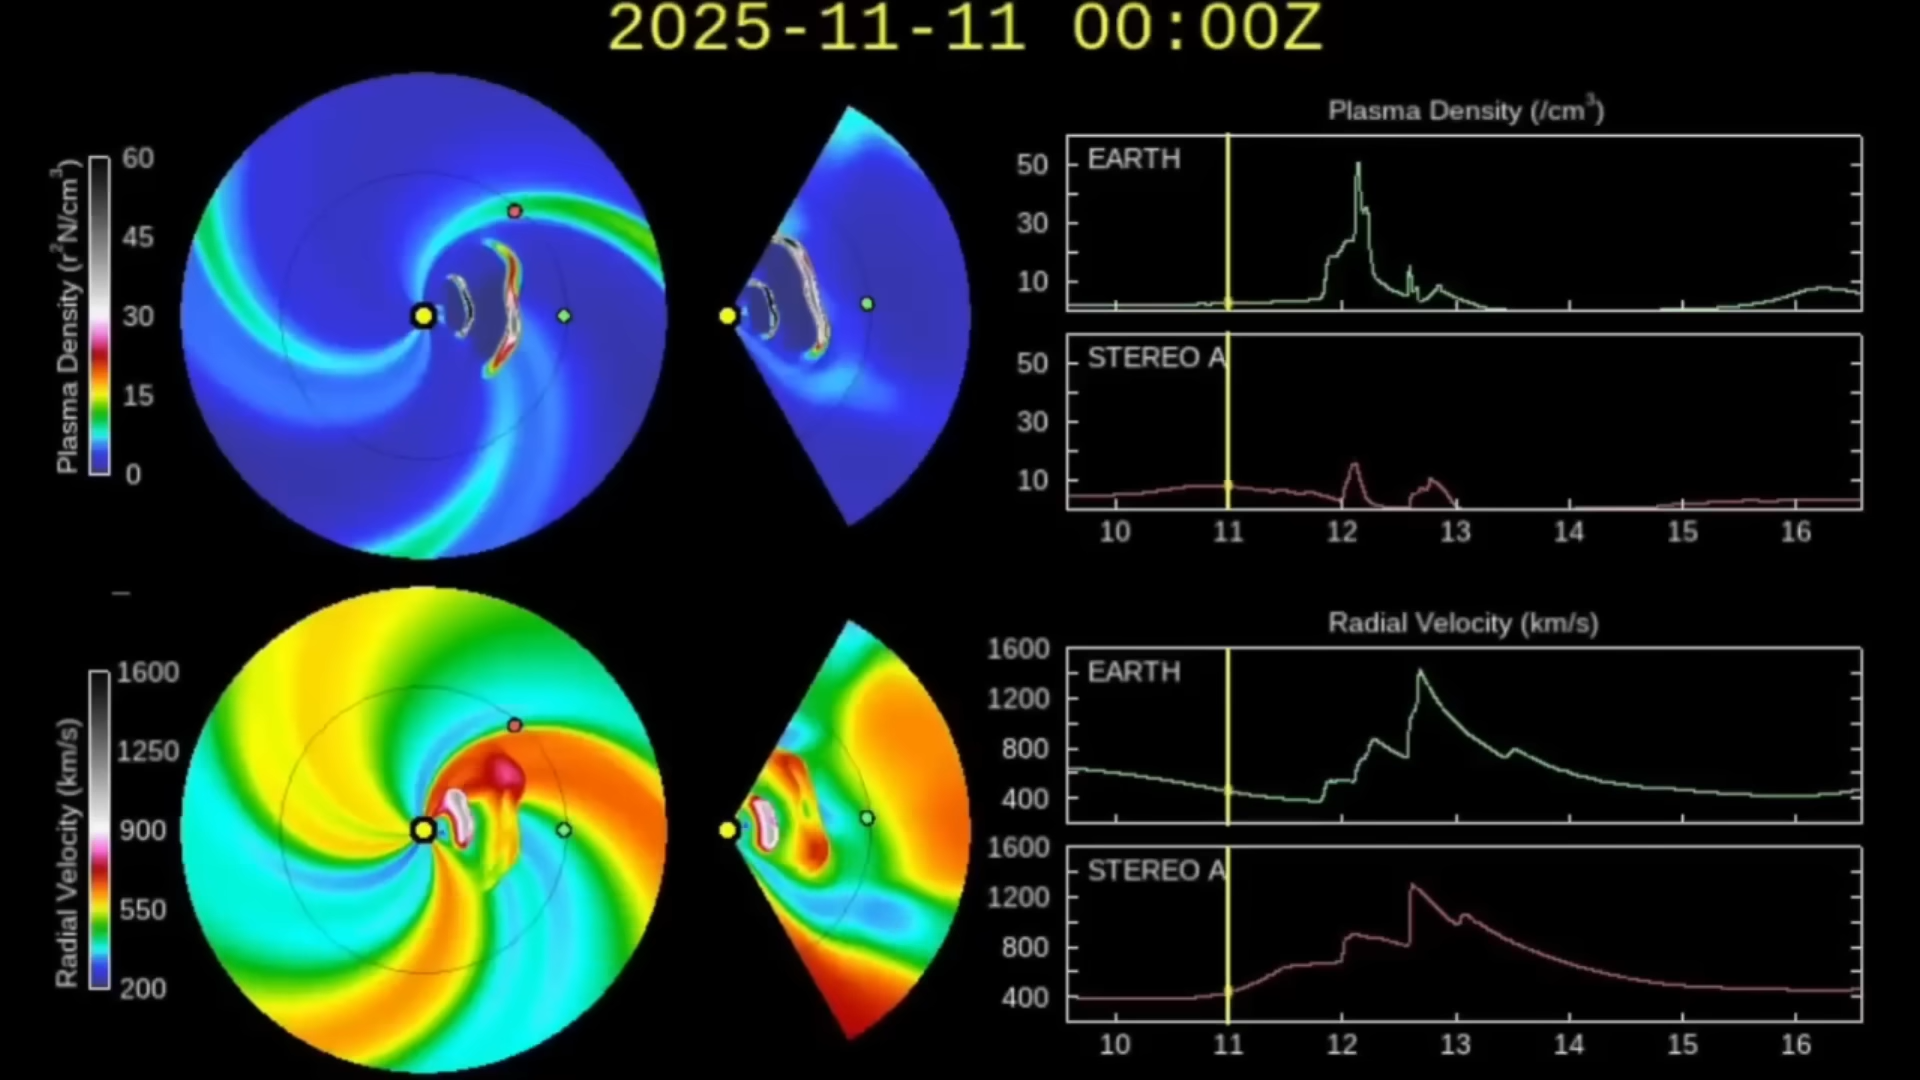 2025-11-11 00:00Z
Plasma Density (r²N/cm³)
60
45
30
15
0
Plasma Density (/cm³)
EARTH
50
30
10
STEREO A
50
30
10
10 11 12 13 14 15 16
Radial Velocity (km/s)
1600
1250
900
550
200
Radial Velocity (km/s)
EARTH
1600
1200
800
400
STEREO A
1600
1200
800
400
10 11 12 13 14 15 16